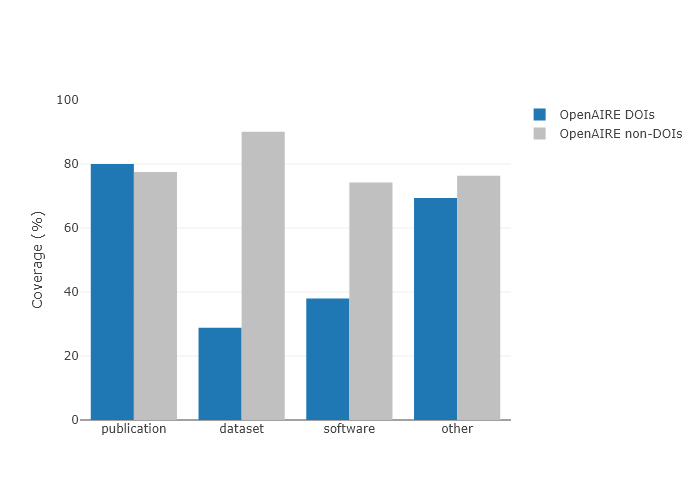 100
80
60
40
20
0
Coverage (%)
publication
dataset
software
other
OpenAIRE DOIs
OpenAIRE non-DOIs